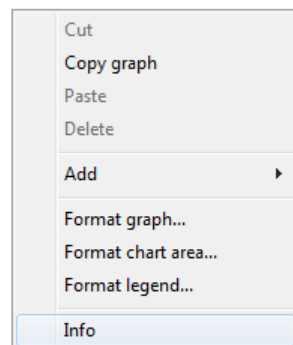 Cut
Copy graph
Paste
Delete
Add
Format graph...
Format chart area...
Format legend...
Info